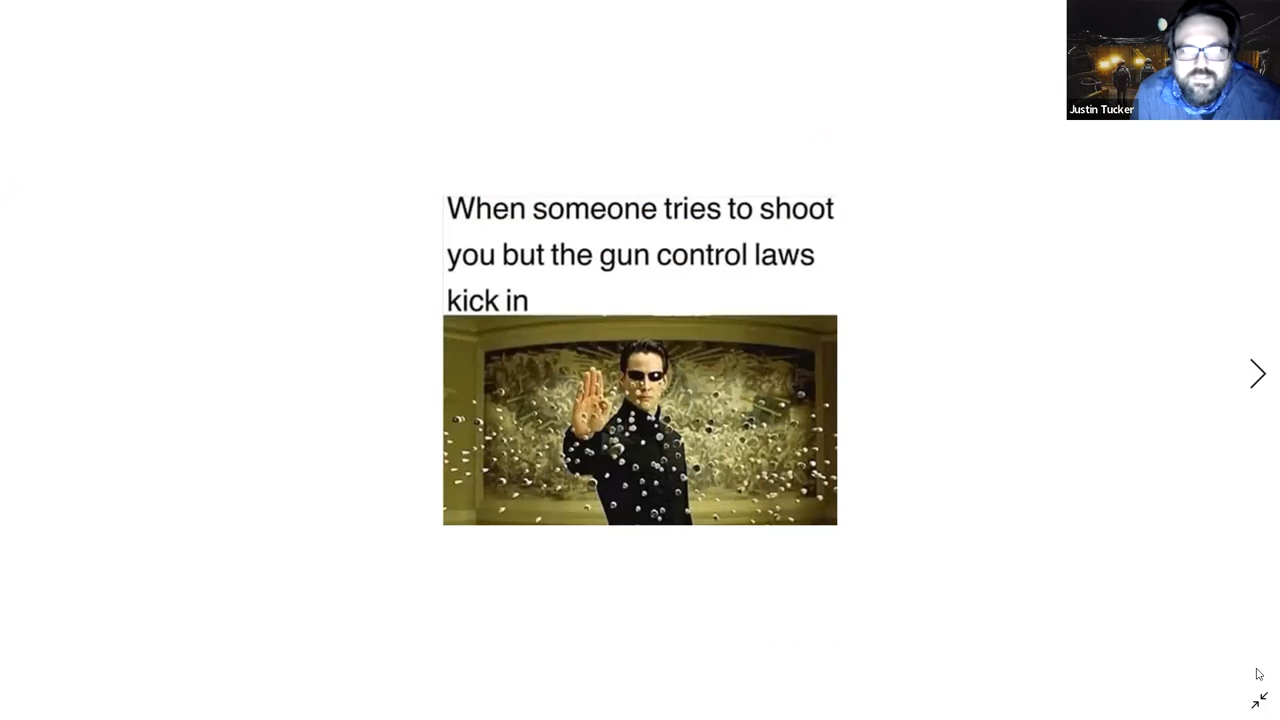 Justin Tucker
When someone tries to shoot
you but the gun control laws
kick in